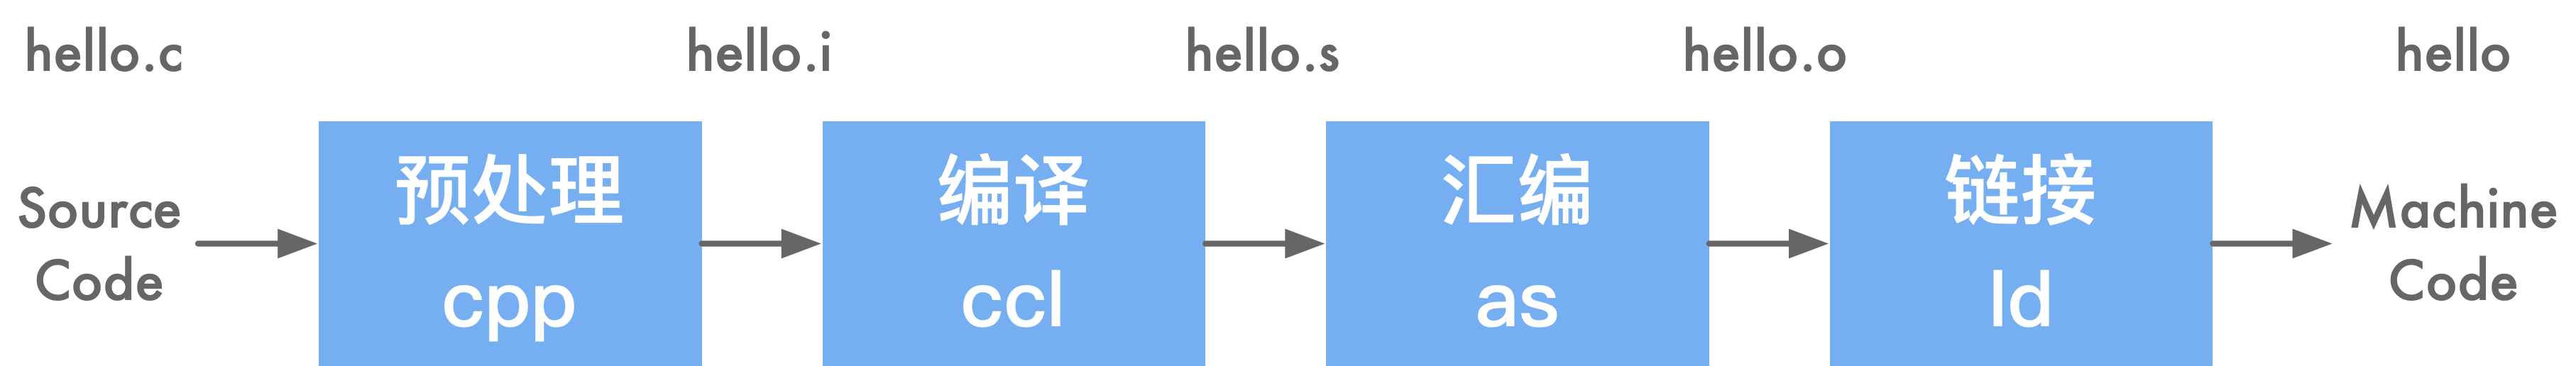 hello.c
hello.i
hello.s
hello.o
hello
Source
Code
预处理
cpp
编译
ccl
汇编
as
链接
ld
Machine
Code